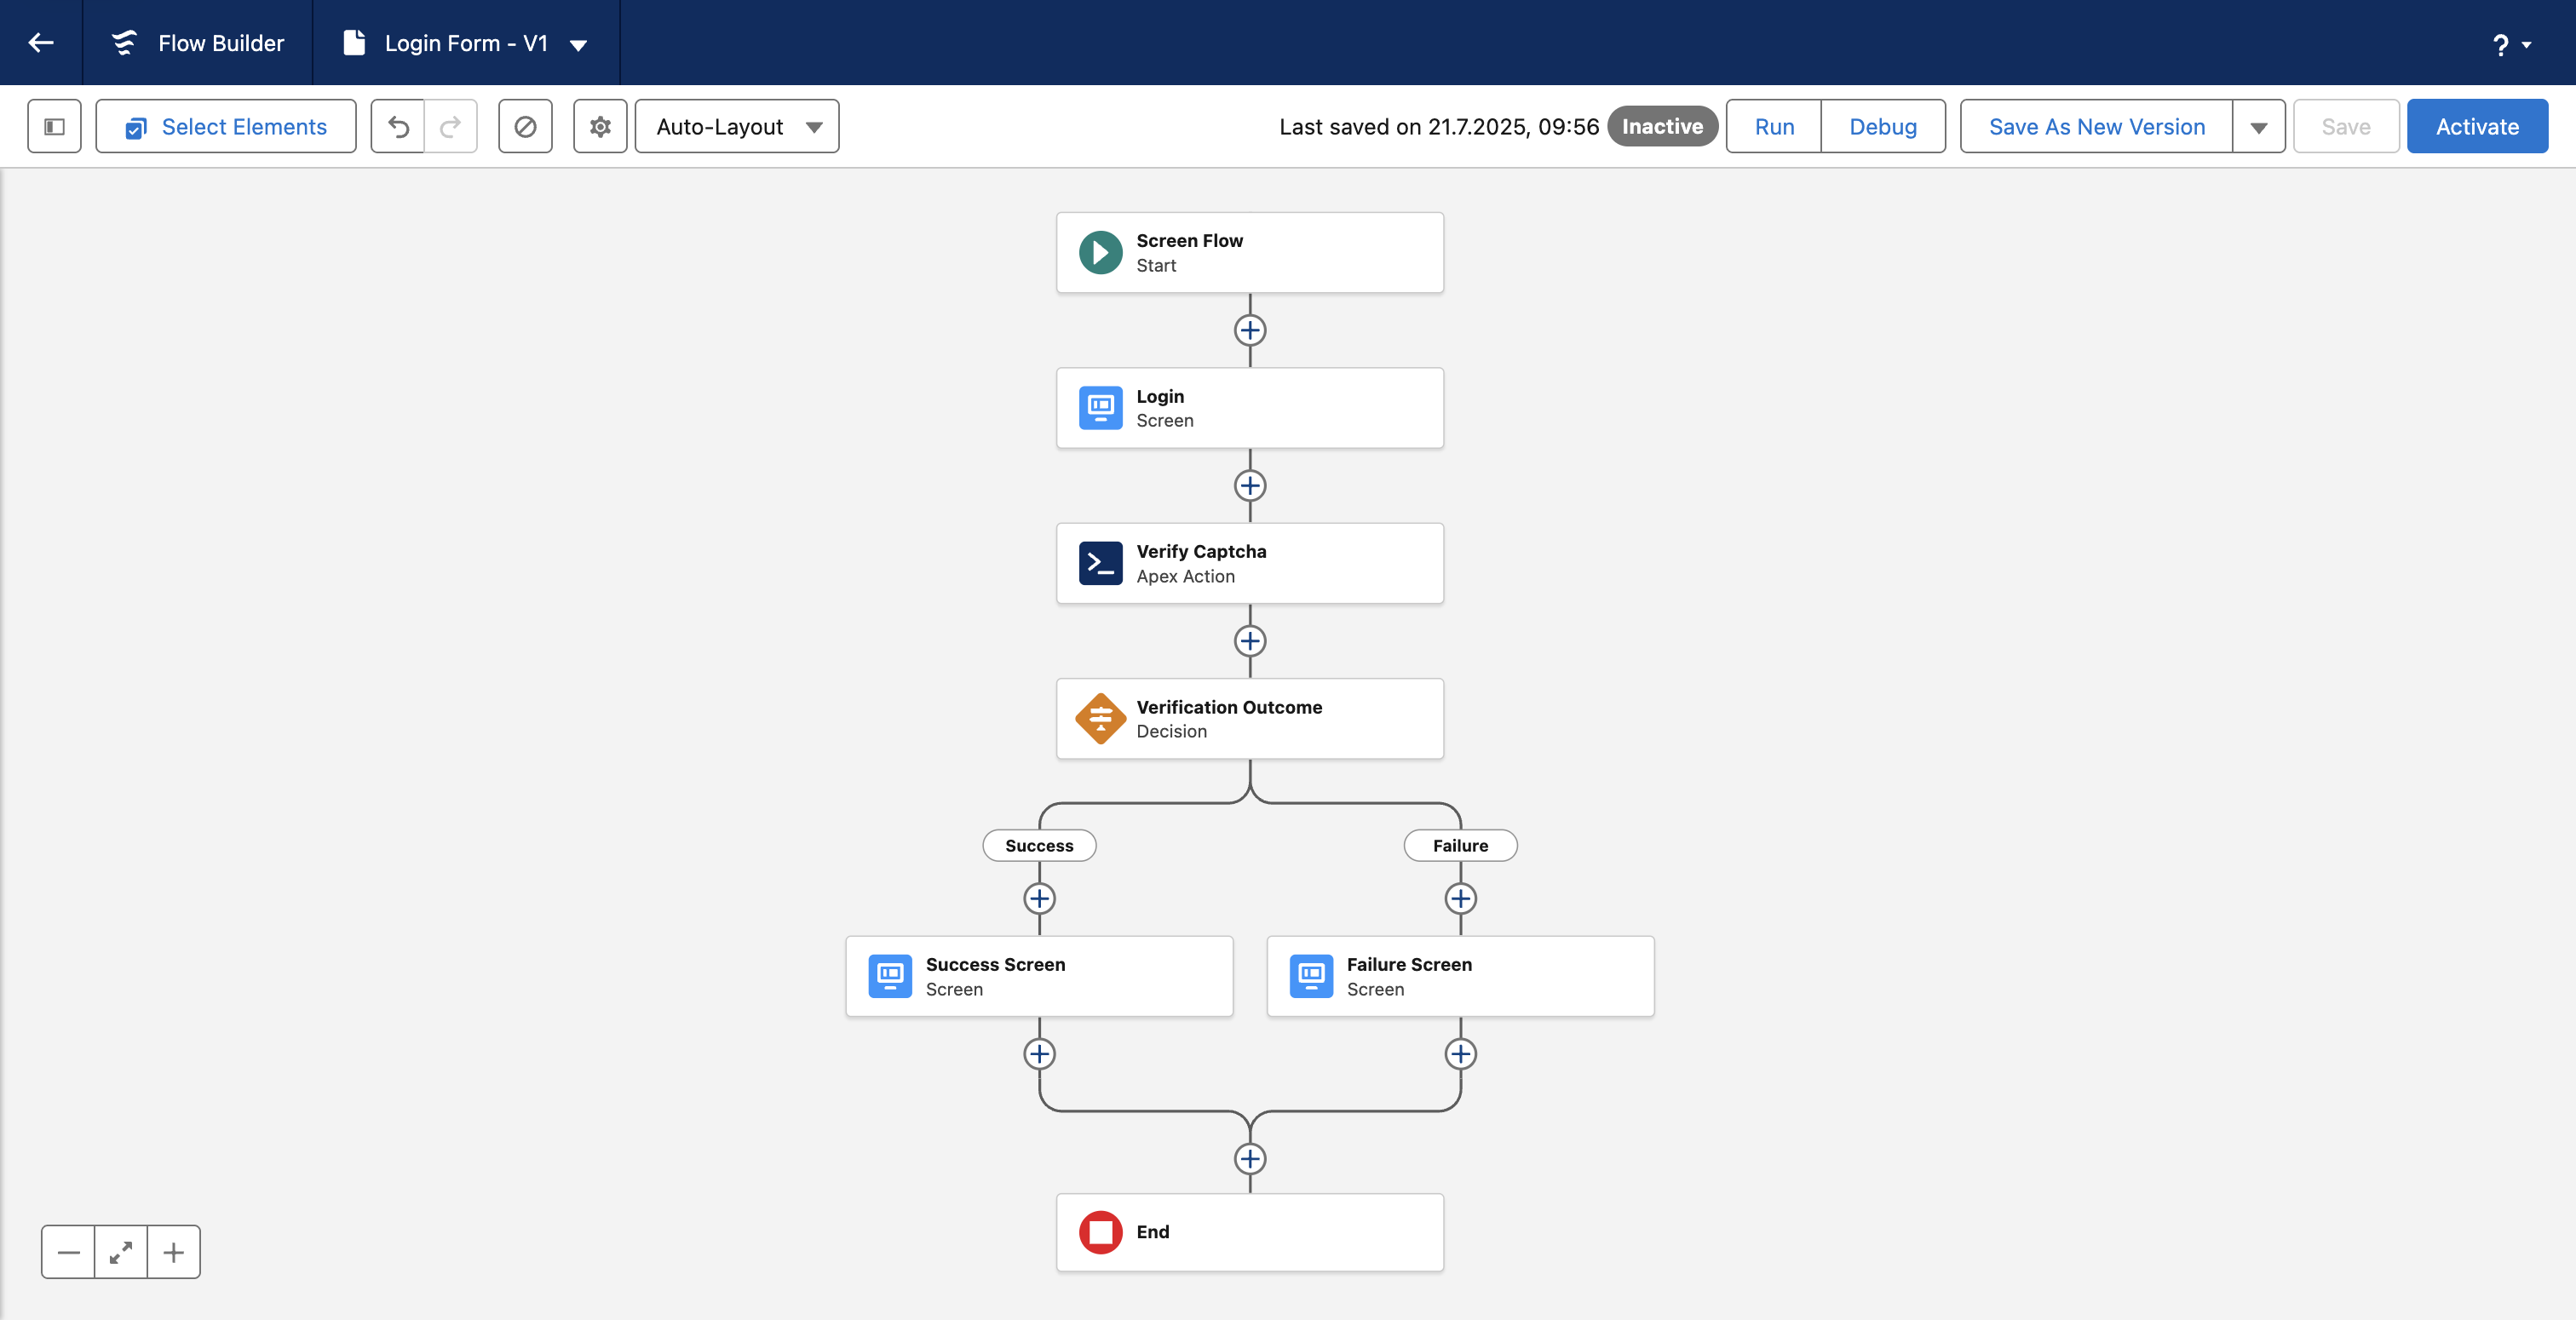 Flow Builder
Login Form - V1
?
Select Elements
Auto-Layout
Last saved on 21.7.2025, 09:56
Inactive
Run
Debug
Save As New Version
Save
Activate
Screen Flow
Start
Login
Screen
Verify Captcha
Apex Action
Verification Outcome
Decision
Success
Failure
Success Screen
Screen
Failure Screen
Screen
End